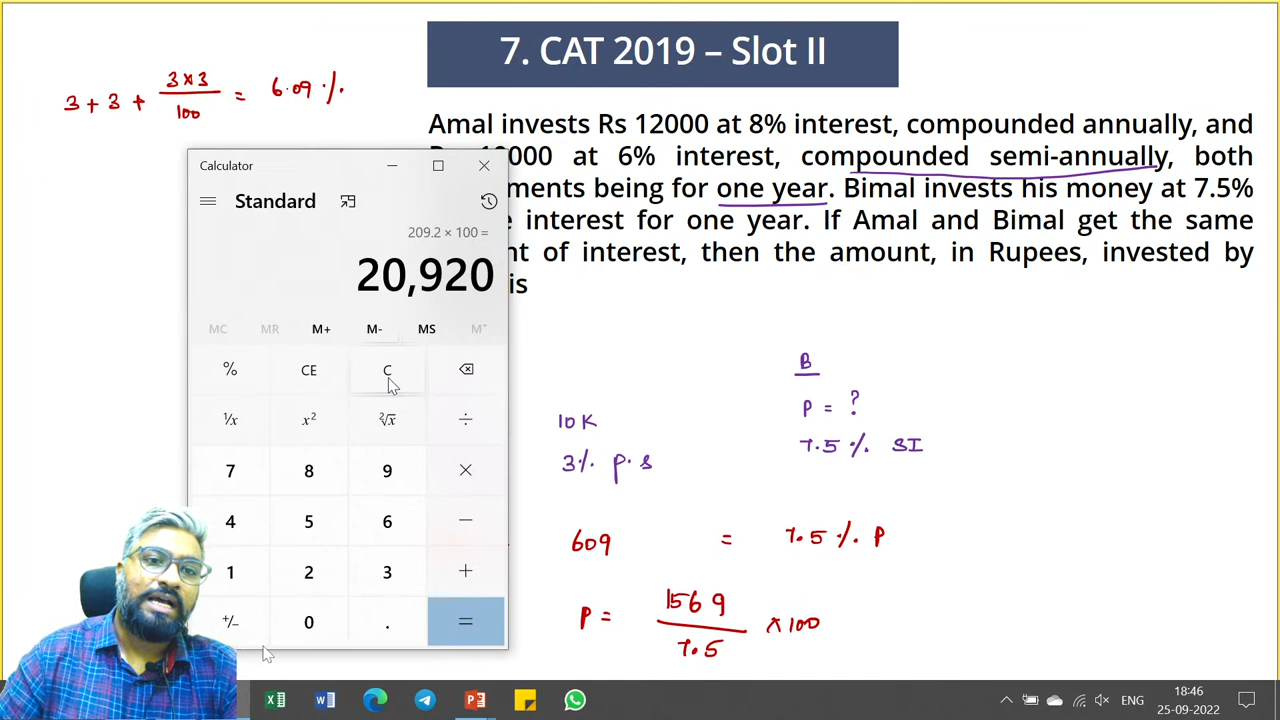 7. CAT 2019 – Slot II
3 + 3 + 3×3 / 100 = 6.09 %
Amal invests Rs 12000 at 8% interest, compounded annually, and
0000 at 6% interest, compounded semi-annually, both
ments being for one year. Bimal invests his money at 7.5%
e interest for one year. If Amal and Bimal get the same
nt of interest, then the amount, in Rupees, invested by
is
Calculator
Standard
209.2 × 100 =
20,920
MC MR M+ M- MS M˅
% CE C ⌫
¹/x x² ²√x ÷
7 8 9 ×
4 5 6 −
1 2 3 +
+/- 0 . =
B
10K P = ?
3% p.s 7.5 % SI
609 = 7.5 % P
P = 1569 / 7.5 × 100
ENG
18:46
25-09-2022